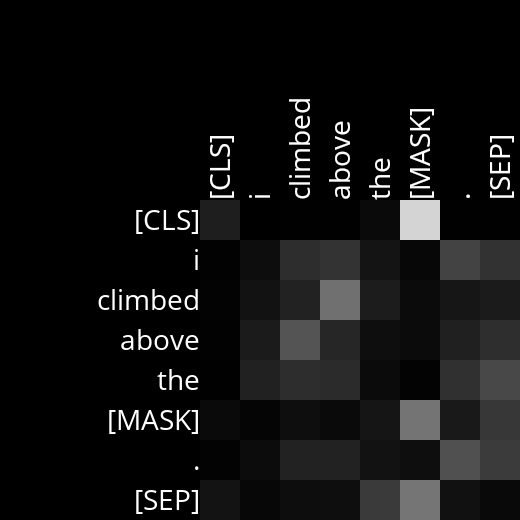 [CLS] i climbed above the [MASK] . [SEP]
[CLS]
i
climbed
above
the
[MASK]
.
[SEP]